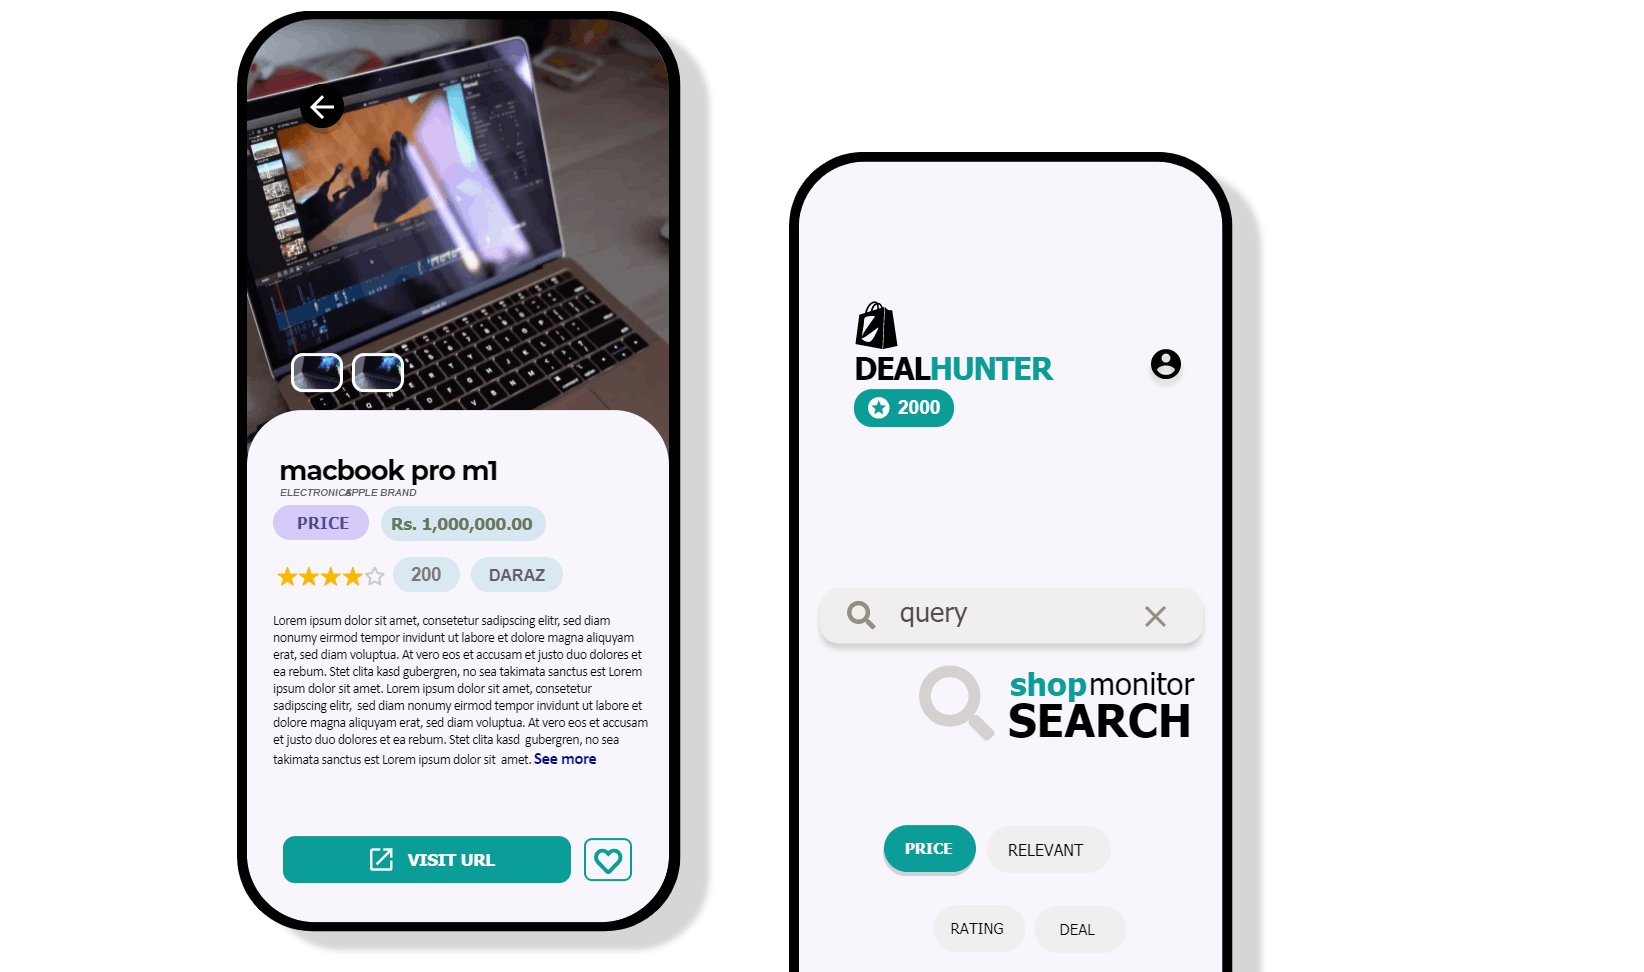 macbook pro m1
ELECTRONICS APPLE BRAND
PRICE
Rs. 1,000,000.00
200
DARAZ
Lorem ipsum dolor sit amet, consetetur sadipscing elitr, sed diam
nonumy eirmod tempor invidunt ut labore et dolore magna aliquyam
erat, sed diam voluptua. At vero eos et accusam et justo duo dolores et
ea rebum. Stet clita kasd gubergren, no sea takimata sanctus est Lorem
ipsum dolor sit amet. Lorem ipsum dolor sit amet, consetetur
sadipscing elitr, sed diam nonumy eirmod tempor invidunt ut labore et
dolore magna aliquyam erat, sed diam voluptua. At vero eos et accusam
et justo duo dolores et ea rebum. Stet clita kasd gubergren, no sea
takimata sanctus est Lorem ipsum dolor sit amet. See more
VISIT URL
DEALHUNTER
2000
query
shopmonitor
SEARCH
PRICE
RELEVANT
RATING
DEAL